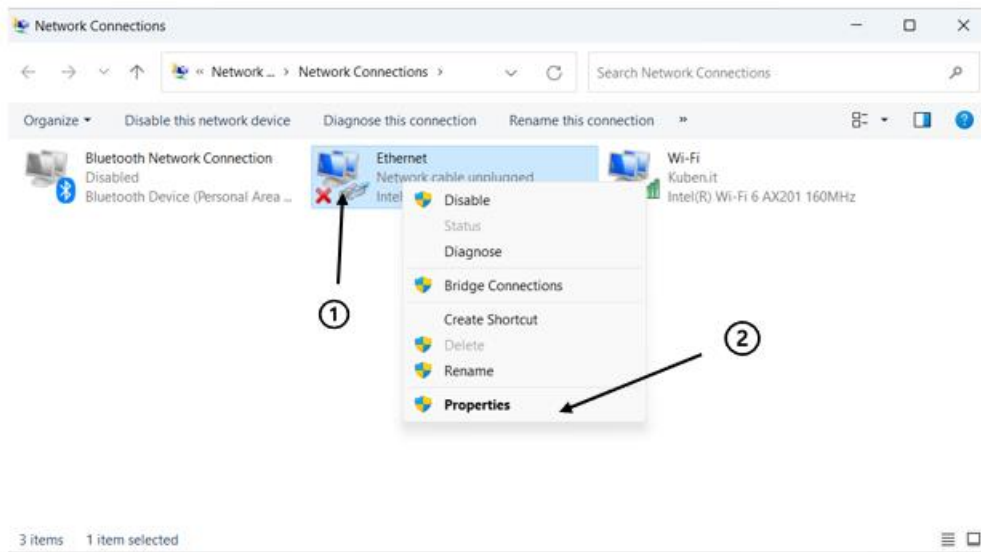 Network Connections
« Network ... › Network Connections ›
Search Network Connections
Organize Disable this network device Diagnose this connection Rename this connection »
Bluetooth Network Connection
Disabled
Bluetooth Device (Personal Area ...
Ethernet
Network cable unplugged
Intel
Wi-Fi
Kuben.it
Intel(R) Wi-Fi 6 AX201 160MHz
Disable
Status
Diagnose
Bridge Connections
Create Shortcut
Delete
Rename
Properties
1
2
3 items 1 item selected